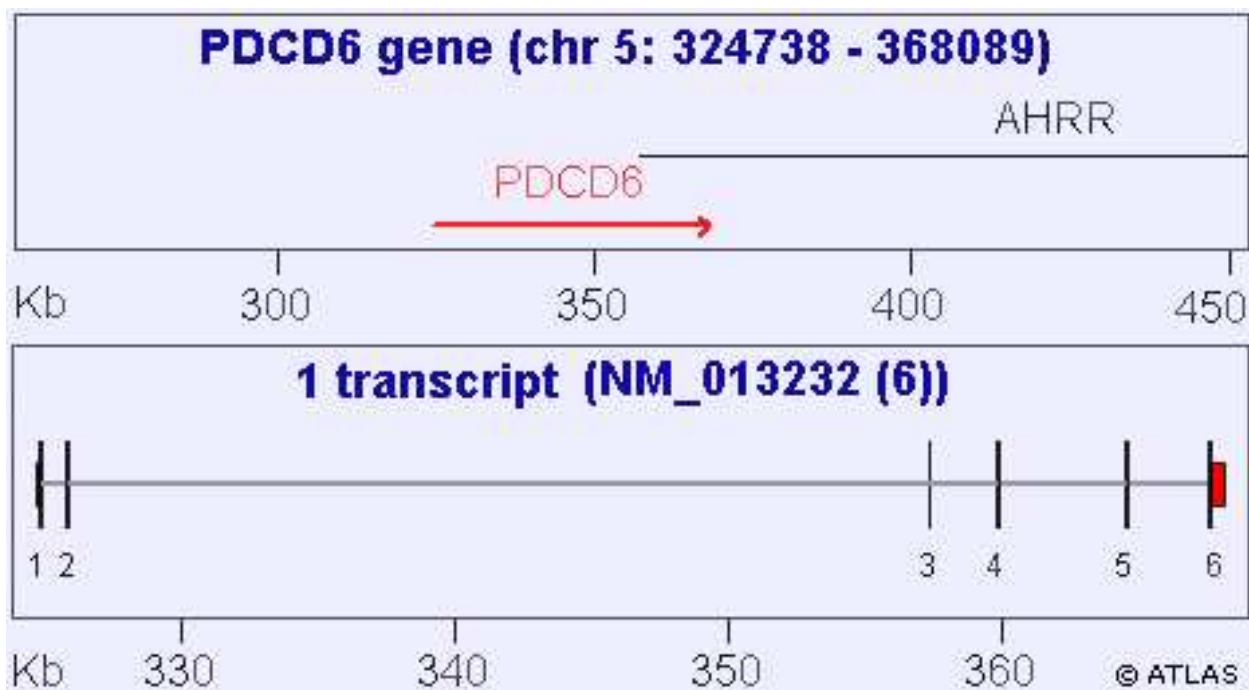 PDCD6 gene (chr 5: 324738 - 368089)
AHRR
PDCD6
Kb 300 350 400 450
1 transcript (NM_013232 (6))
1 2 3 4 5 6
Kb 330 340 350 360 © ATLAS